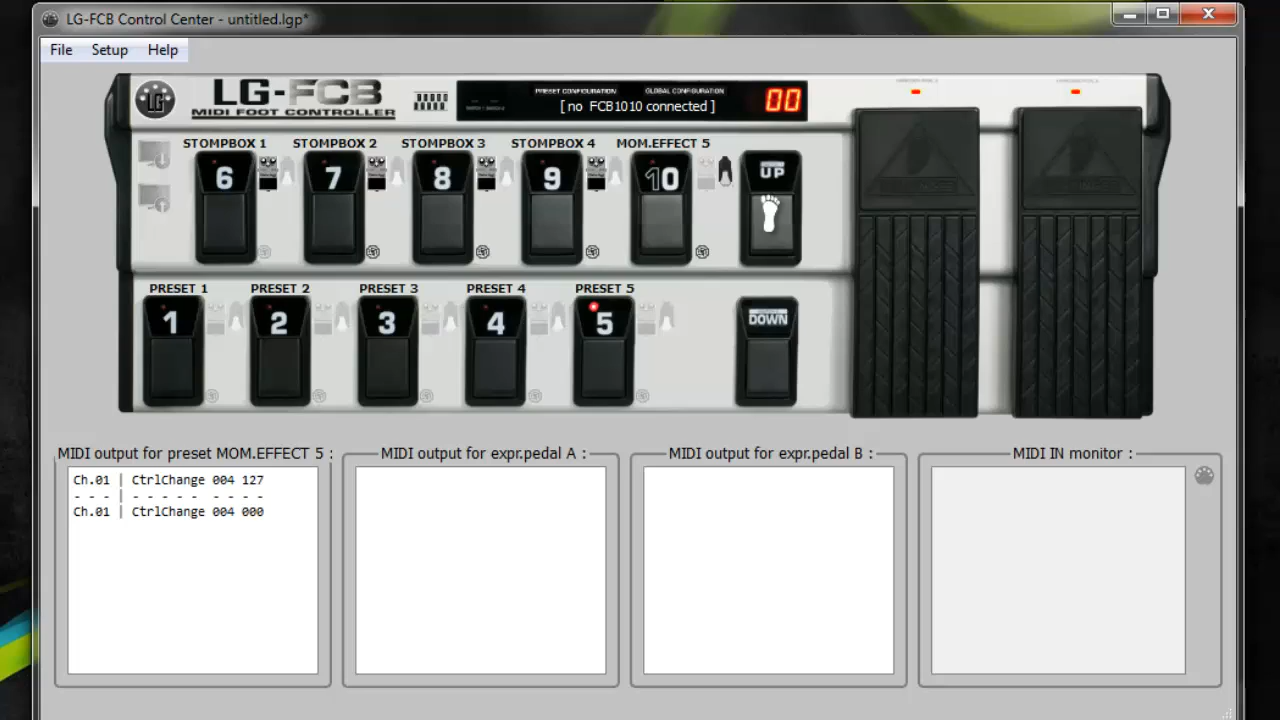 LG-FCB Control Center - untitled.lgp*
File Setup Help
LG-FCB
MIDI FOOT CONTROLLER
LG
PRESET CONFIGURATION GLOBAL CONFIGURATION
[ no FCB1010 connected ]
00
STOMPBOX 1 STOMPBOX 2 STOMPBOX 3 STOMPBOX 4 MOM.EFFECT 5
6 7 8 9 10 UP
PRESET 1 PRESET 2 PRESET 3 PRESET 4 PRESET 5
1 2 3 4 5 DOWN
MIDI output for preset MOM.EFFECT 5 :
Ch.01 | CtrlChange 004 127
- - - | - - - - - - - - -
Ch.01 | CtrlChange 004 000
MIDI output for expr.pedal A :
MIDI output for expr.pedal B :
MIDI IN monitor :